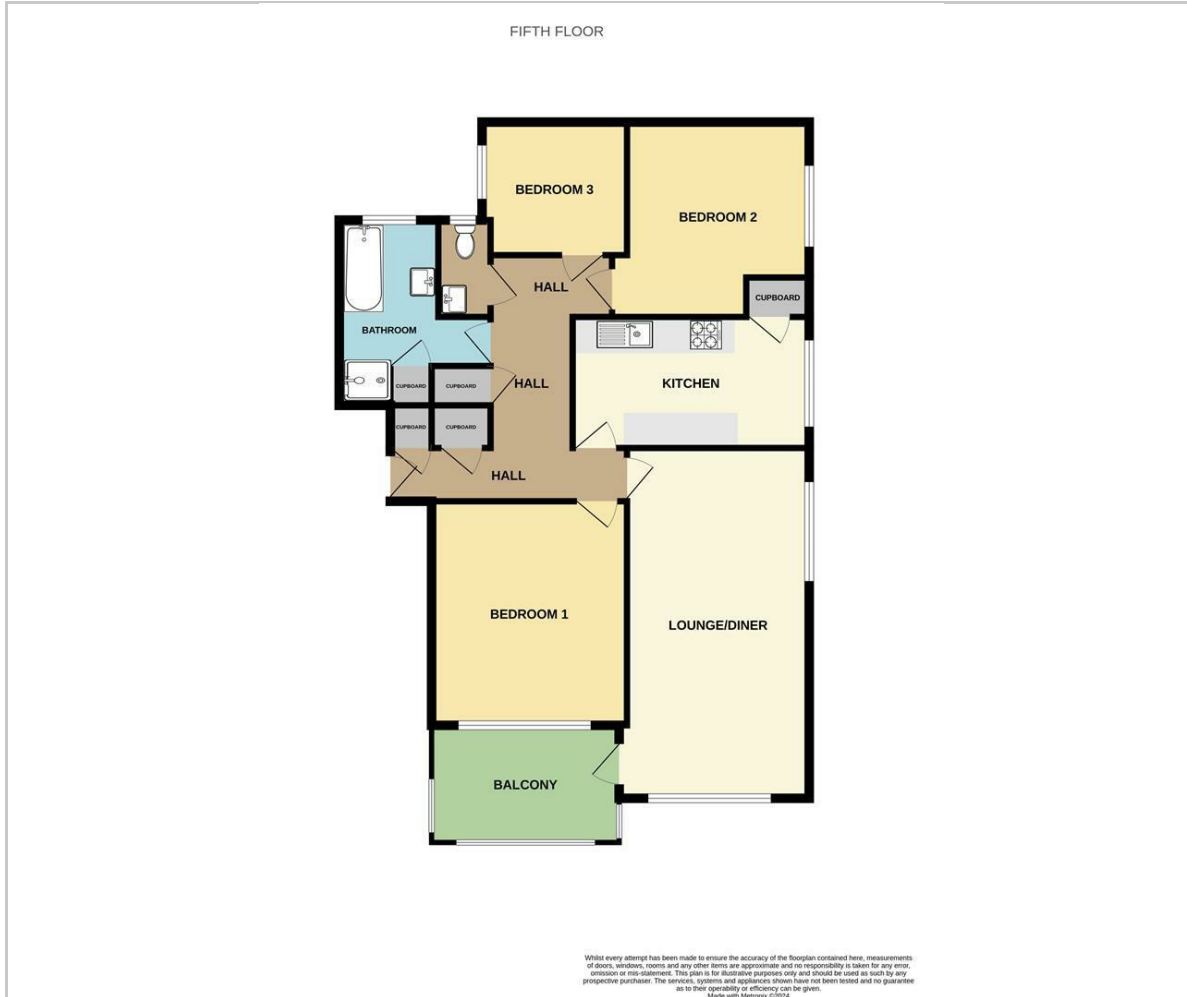 FIFTH FLOOR
BEDROOM 3
BEDROOM 2
HALL
CUPBOARD
BATHROOM
KITCHEN
HALL
CUPBOARD
CUPBOARD
CUPBOARD
CUPBOARD
HALL
BEDROOM 1
LOUNGE/DINER
BALCONY
Whilst every attempt has been made to ensure the accuracy of the floorplan contained here, measurements
of doors, windows, rooms and any other items are approximate and no responsibility is taken for any error,
omission or mis-statement. This plan is for illustrative purposes only and should be used as such by any
prospective purchaser. The services, systems and appliances shown have not been tested and no guarantee
as to their operability or efficiency can be given.
Made with Metropix ©2024